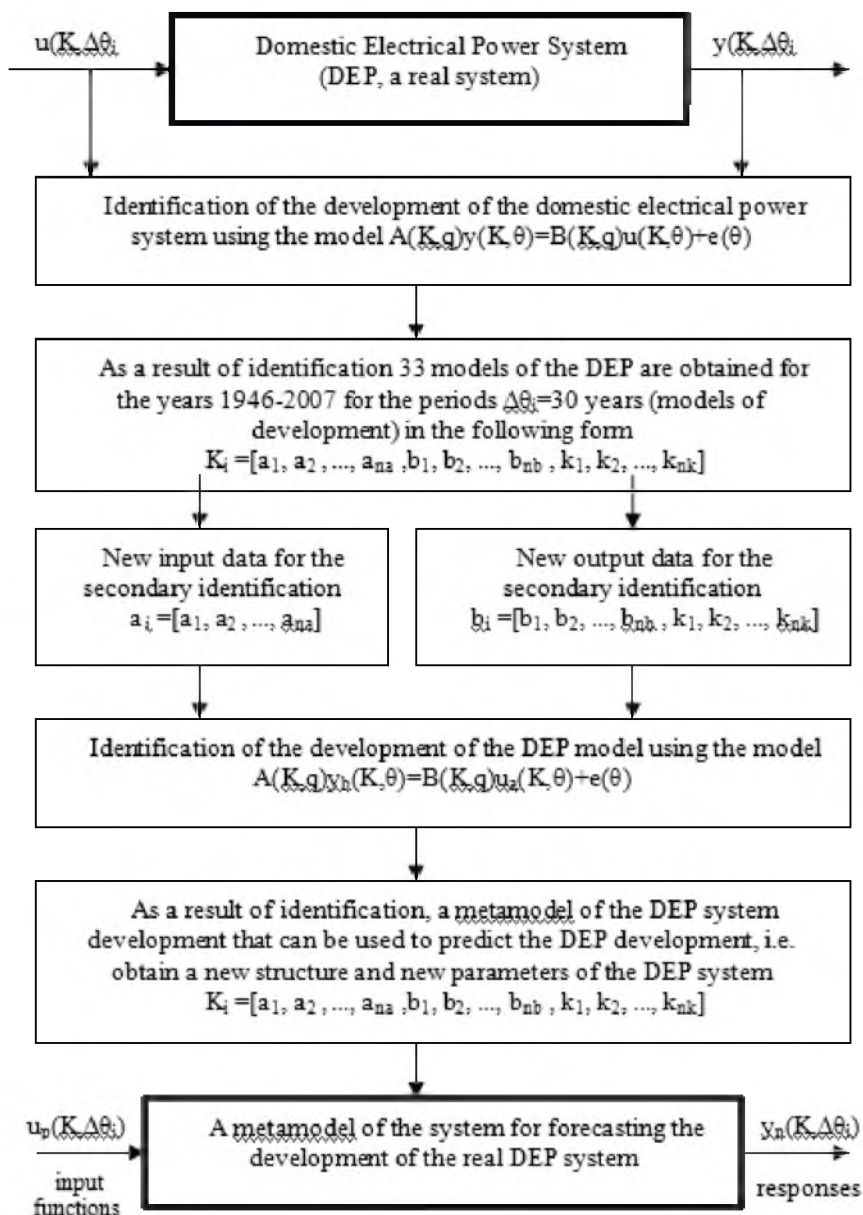 u(K,Δθi
Domestic Electrical Power System
(DEP, a real system)
y(K,Δθi
Identification of the development of the domestic electrical power
system using the model A(K,q)y(K,θ)=B(K,q)u(K,θ)+e(θ)
As a result of identification 33 models of the DEP are obtained for
the years 1946-2007 for the periods Δθi=30 years (models of
development) in the following form
Ki =[a1, a2 , ..., ana ,b1, b2, ..., bnb , k1, k2, ..., knk]
New input data for the
secondary identification
ai =[a1, a2 , ..., ana]
New output data for the
secondary identification
bi =[b1, b2, ..., bnb , k1, k2, ..., knk]
Identification of the development of the DEP model using the model
A(K,q)yb(K,θ)=B(K,q)ua(K,θ)+e(θ)
As a result of identification, a metamodel of the DEP system
development that can be used to predict the DEP development, i.e.
obtain a new structure and new parameters of the DEP system
Ki =[a1, a2 , ..., ana ,b1, b2, ..., bnb , k1, k2, ..., knk]
up(K,Δθi)
input
functions
A metamodel of the system for forecasting the
development of the real DEP system
yn(K,Δθi)
responses